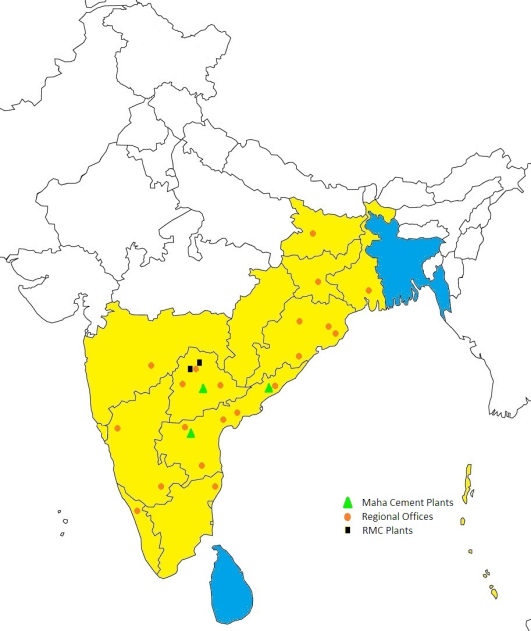 Maha Cement Plants
Regional Offices
RMC Plants